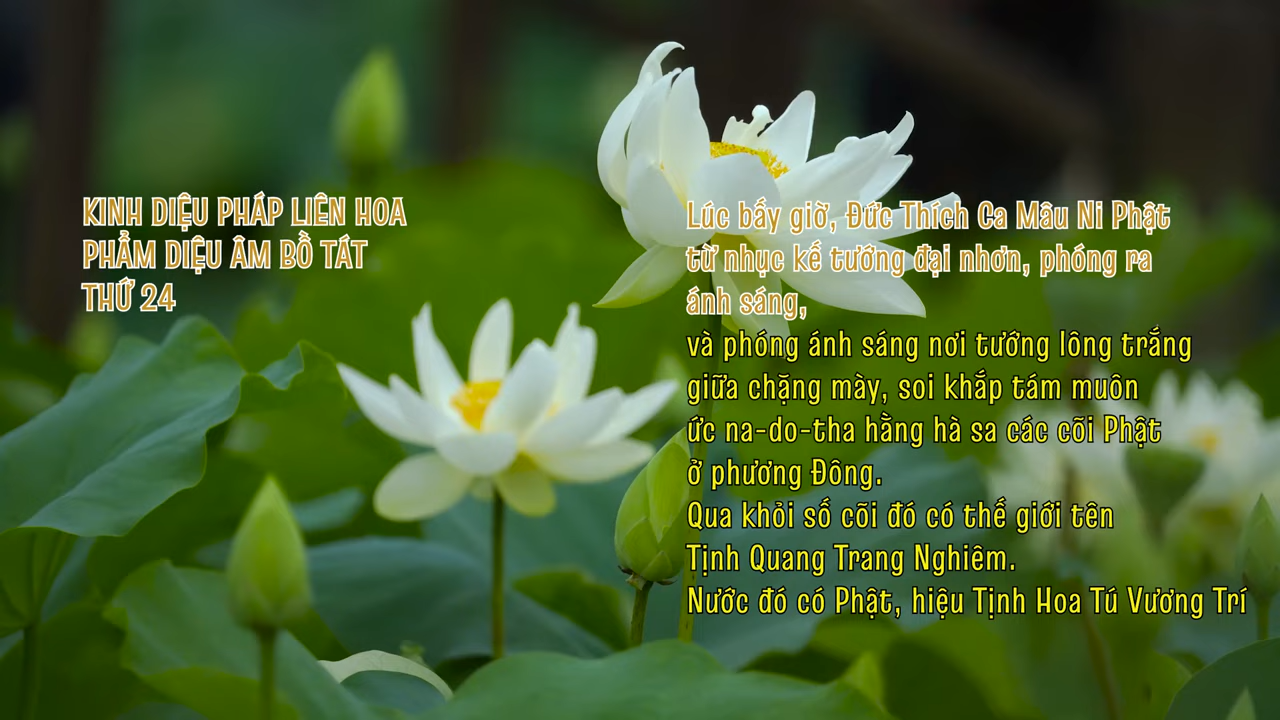 KINH DIỆU PHÁP LIÊN HOA
PHẨM DIỆU ÂM BỒ TÁT
THỨ 24
Lúc bấy giờ, Đức Thích Ca Mâu Ni Phật
từ nhục kế tướng đại nhơn, phóng ra
ánh sáng,
và phóng ánh sáng nơi tướng lông trắng
giữa chặng mày, soi khắp tám muôn
ức na-do-tha hằng hà sa các cõi Phật
ở phương Đông.
Qua khỏi số cõi đó có thế giới tên
Tịnh Quang Trang Nghiêm.
Nước đó có Phật, hiệu Tịnh Hoa Tú Vương Trí